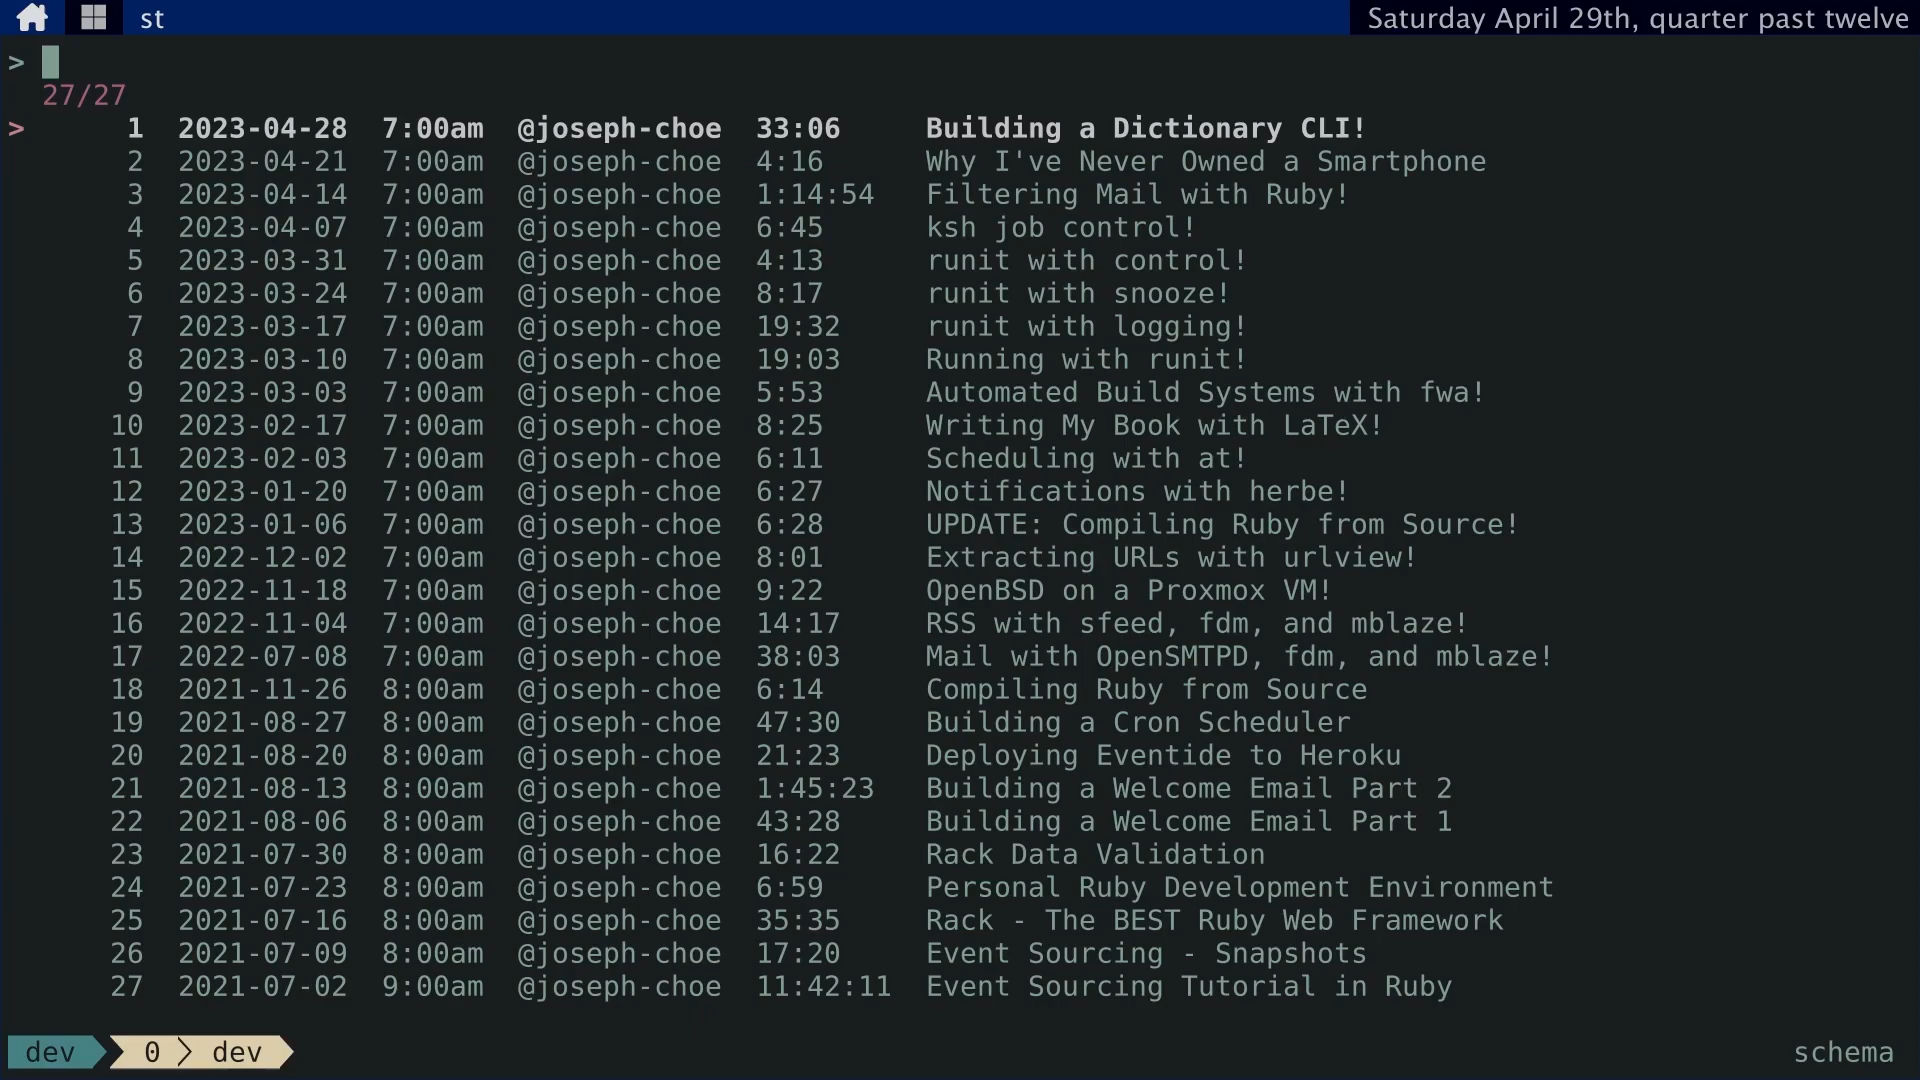 st Saturday April 29th, quarter past twelve
>
27/27
> 1 2023-04-28 7:00am @joseph-choe 33:06 Building a Dictionary CLI!
2 2023-04-21 7:00am @joseph-choe 4:16 Why I've Never Owned a Smartphone
3 2023-04-14 7:00am @joseph-choe 1:14:54 Filtering Mail with Ruby!
4 2023-04-07 7:00am @joseph-choe 6:45 ksh job control!
5 2023-03-31 7:00am @joseph-choe 4:13 runit with control!
6 2023-03-24 7:00am @joseph-choe 8:17 runit with snooze!
7 2023-03-17 7:00am @joseph-choe 19:32 runit with logging!
8 2023-03-10 7:00am @joseph-choe 19:03 Running with runit!
9 2023-03-03 7:00am @joseph-choe 5:53 Automated Build Systems with fwa!
10 2023-02-17 7:00am @joseph-choe 8:25 Writing My Book with LaTeX!
11 2023-02-03 7:00am @joseph-choe 6:11 Scheduling with at!
12 2023-01-20 7:00am @joseph-choe 6:27 Notifications with herbe!
13 2023-01-06 7:00am @joseph-choe 6:28 UPDATE: Compiling Ruby from Source!
14 2022-12-02 7:00am @joseph-choe 8:01 Extracting URLs with urlview!
15 2022-11-18 7:00am @joseph-choe 9:22 OpenBSD on a Proxmox VM!
16 2022-11-04 7:00am @joseph-choe 14:17 RSS with sfeed, fdm, and mblaze!
17 2022-07-08 7:00am @joseph-choe 38:03 Mail with OpenSMTPD, fdm, and mblaze!
18 2021-11-26 8:00am @joseph-choe 6:14 Compiling Ruby from Source
19 2021-08-27 8:00am @joseph-choe 47:30 Building a Cron Scheduler
20 2021-08-20 8:00am @joseph-choe 21:23 Deploying Eventide to Heroku
21 2021-08-13 8:00am @joseph-choe 1:45:23 Building a Welcome Email Part 2
22 2021-08-06 8:00am @joseph-choe 43:28 Building a Welcome Email Part 1
23 2021-07-30 8:00am @joseph-choe 16:22 Rack Data Validation
24 2021-07-23 8:00am @joseph-choe 6:59 Personal Ruby Development Environment
25 2021-07-16 8:00am @joseph-choe 35:35 Rack - The BEST Ruby Web Framework
26 2021-07-09 8:00am @joseph-choe 17:20 Event Sourcing - Snapshots
27 2021-07-02 9:00am @joseph-choe 11:42:11 Event Sourcing Tutorial in Ruby
dev 0 dev schema